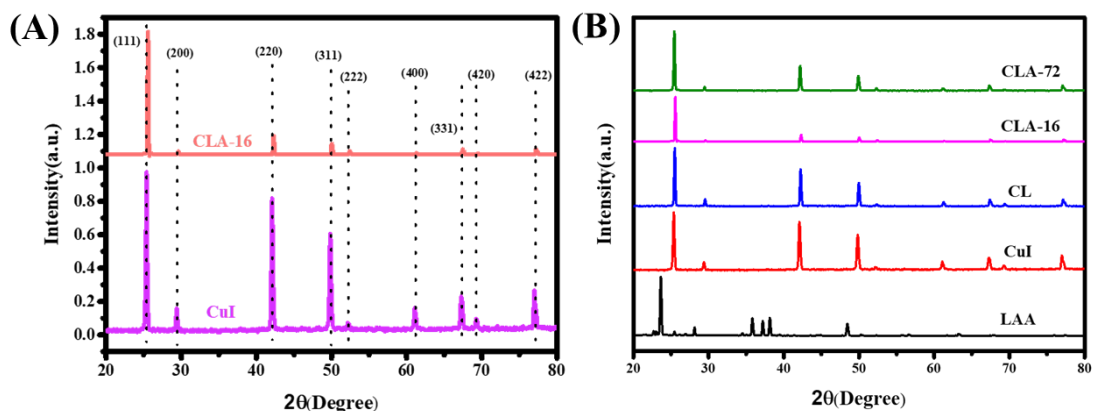 (A)
Intensity(a.u.)
1.8
1.6
1.4
1.2
1.0
0.8
0.6
0.4
0.2
0.0
(111)
(200)
(220)
(311)
(222)
(400)
(331)
(420)
(422)
CLA-16
CuI
20 30 40 50 60 70 80
2θ(Degree)
(B)
Intensity(a.u.)
CLA-72
CLA-16
CL
CuI
LAA
20 30 40 50 60 70 80
2θ(Degree)